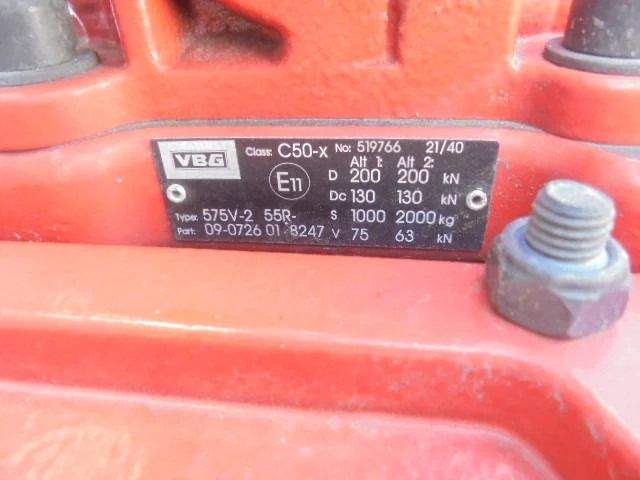 VBG Class: C50-x No: 519766 21/40
Alt 1: Alt 2:
E11 D 200 200 kN
Dc 130 130 kN
Type: 575V-2 55R- S 1000 2000 kg
Part: 09-0726 01 8247 V 75 63 kN